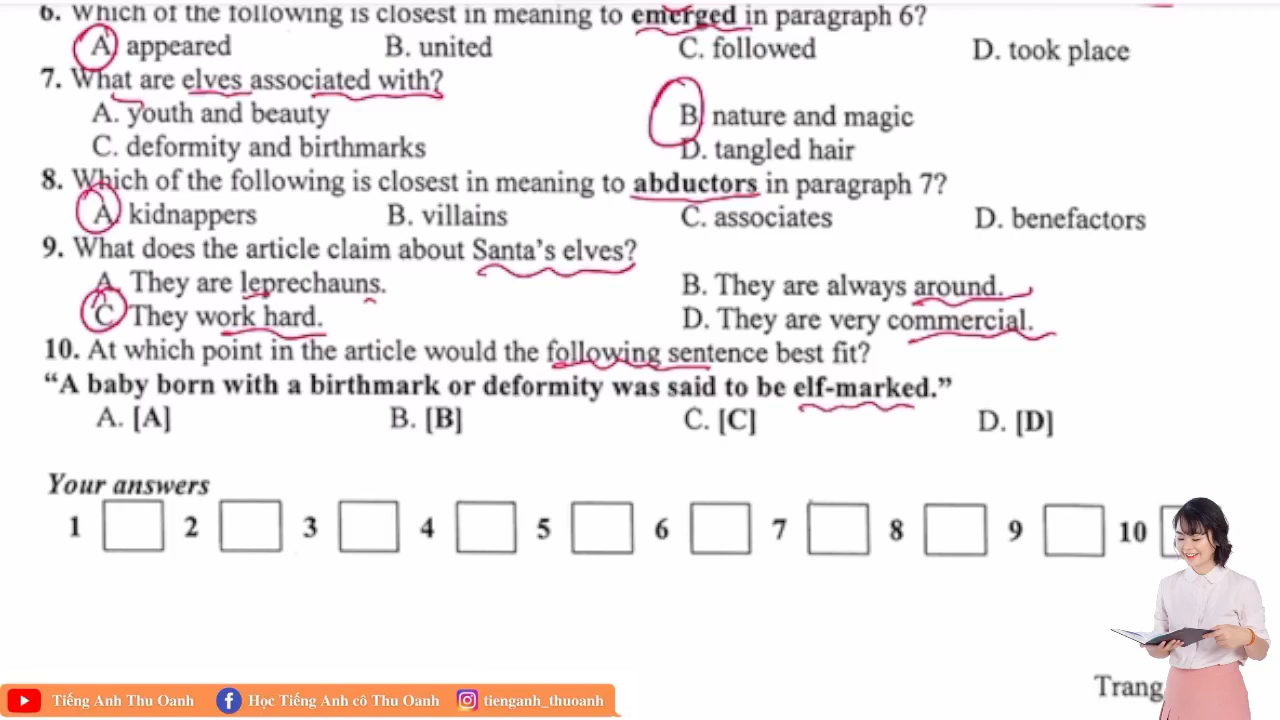 6. Which of the following is closest in meaning to emerged in paragraph 6?
A. appeared B. united C. followed D. took place
7. What are elves associated with?
A. youth and beauty B. nature and magic
C. deformity and birthmarks D. tangled hair
8. Which of the following is closest in meaning to abductors in paragraph 7?
A. kidnappers B. villains C. associates D. benefactors
9. What does the article claim about Santa's elves?
A. They are leprechauns. B. They are always around.
C. They work hard. D. They are very commercial.
10. At which point in the article would the following sentence best fit?
“A baby born with a birthmark or deformity was said to be elf-marked.”
A. [A] B. [B] C. [C] D. [D]
Your answers
1 2 3 4 5 6 7 8 9 10
Trang
Tiếng Anh Thu Oanh Học Tiếng Anh cô Thu Oanh tienganh_thuoanh